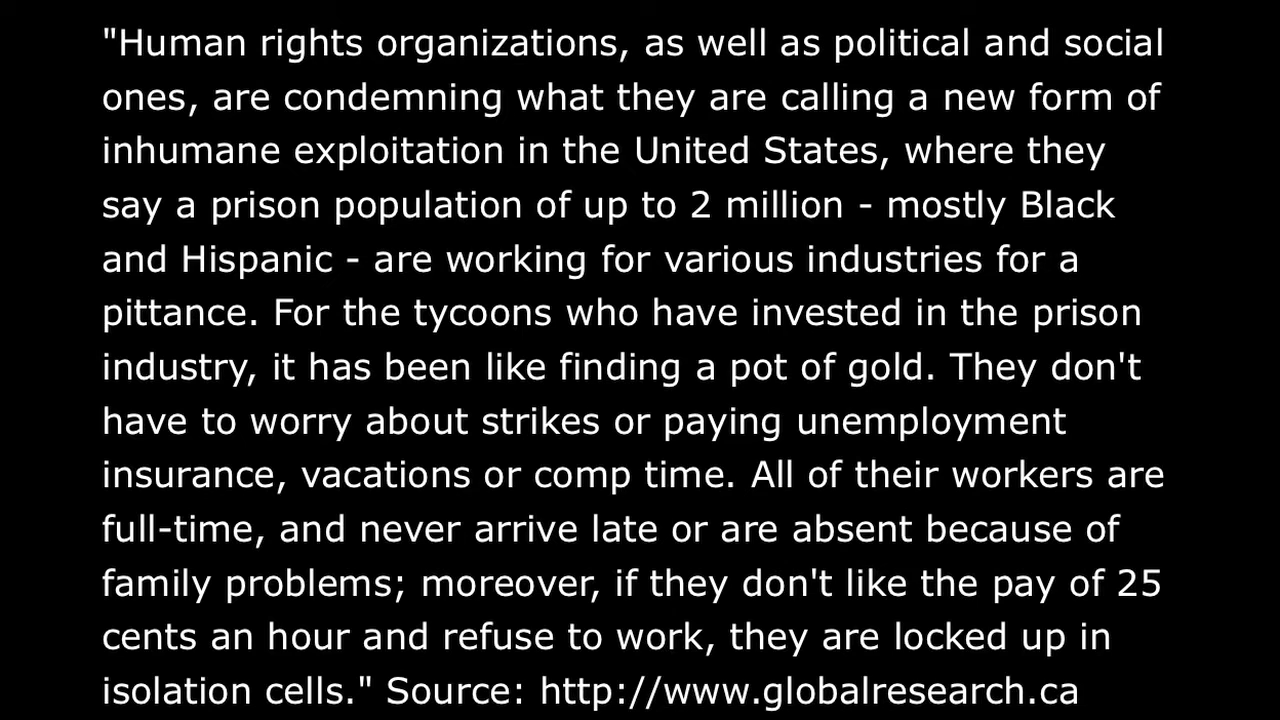 "Human rights organizations, as well as political and social
ones, are condemning what they are calling a new form of
inhumane exploitation in the United States, where they
say a prison population of up to 2 million - mostly Black
and Hispanic - are working for various industries for a
pittance. For the tycoons who have invested in the prison
industry, it has been like finding a pot of gold. They don't
have to worry about strikes or paying unemployment
insurance, vacations or comp time. All of their workers are
full-time, and never arrive late or are absent because of
family problems; moreover, if they don't like the pay of 25
cents an hour and refuse to work, they are locked up in
isolation cells." Source: http://www.globalresearch.ca